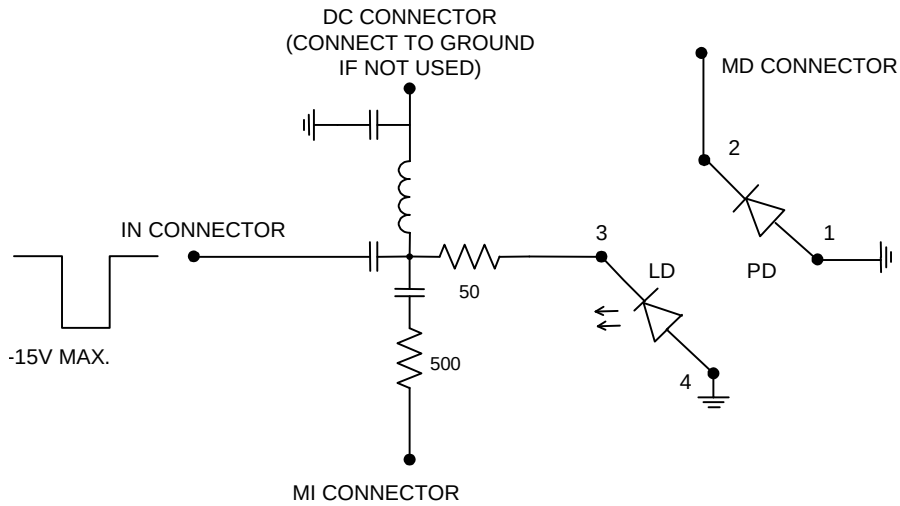 DC CONNECTOR
(CONNECT TO GROUND
IF NOT USED)
MD CONNECTOR
2
IN CONNECTOR
3
1
LD
PD
50
-15V MAX.
500
4
MI CONNECTOR